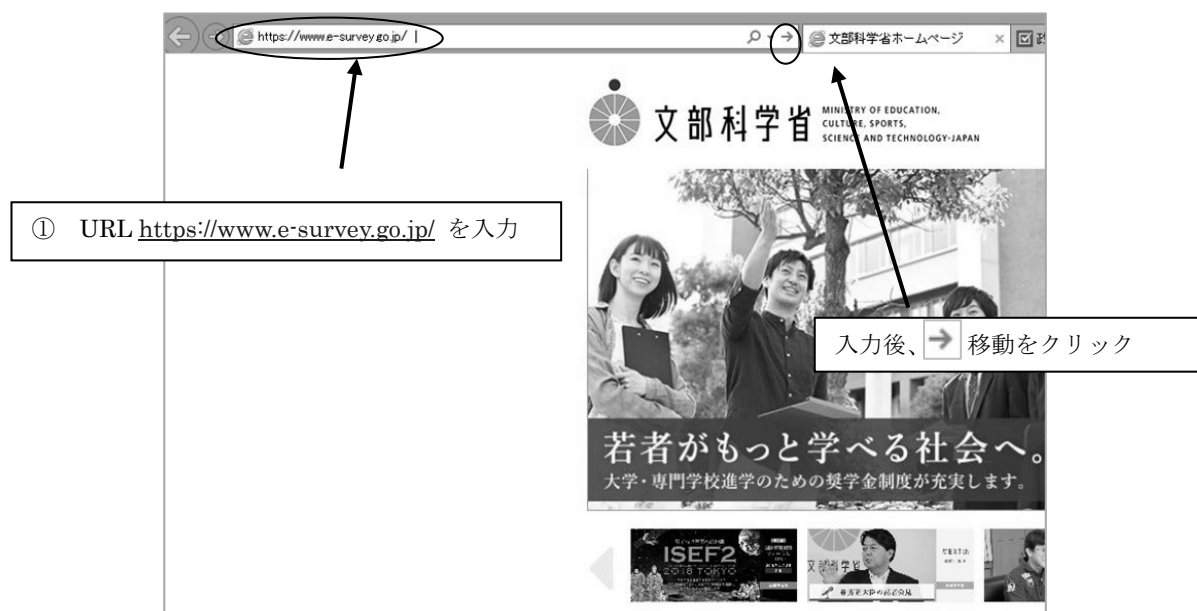 https://www.e-survey.go.jp/
文部科学省ホームページ
文部科学省
MINISTRY OF EDUCATION,
CULTURE, SPORTS,
SCIENCE AND TECHNOLOGY-JAPAN
① URL https://www.e-survey.go.jp/ を入力
入力後、→ 移動をクリック
若者がもっと学べる社会へ。
大学・専門学校進学のための奨学金制度が充実します。
ISEF2
2018 TOKYO